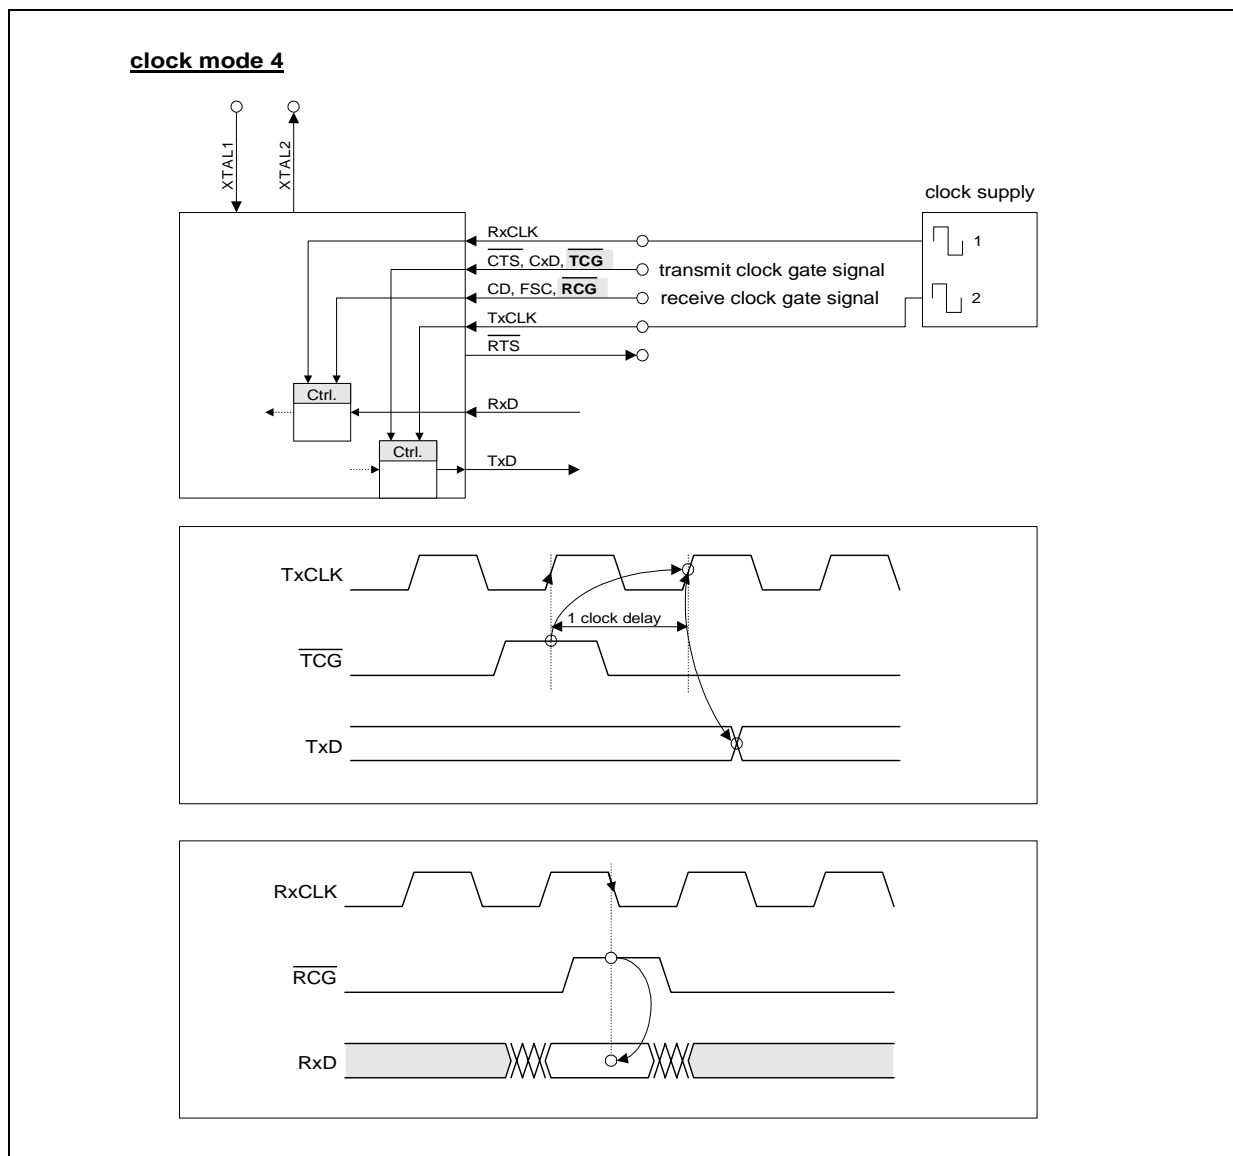 clock mode 4
XTAL1
XTAL2
clock supply
RxCLK
1
CTS, CxD, TCG
transmit clock gate signal
CD, FSC, RCG
receive clock gate signal
2
TxCLK
RTS
Ctrl.
RxD
Ctrl.
TxD
TxCLK
1 clock delay
TCG
TxD
RxCLK
RCG
RxD